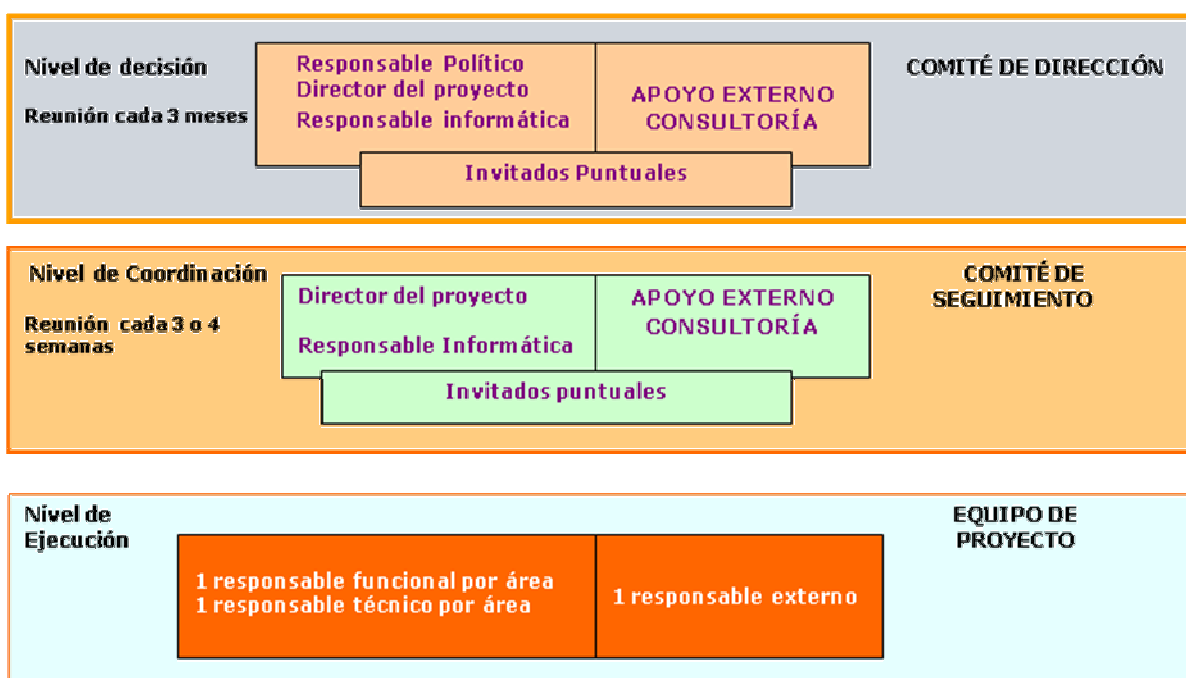 Nivel de decisión
Reunión cada 3 meses
Responsable Político
Director del proyecto
Responsable informática
APOYO EXTERNO
CONSULTORÍA
Invitados Puntuales
COMITÉ DE DIRECCIÓN
Nivel de Coordinación
Reunión cada 3 o 4
semanas
Director del proyecto
Responsable Informática
APOYO EXTERNO
CONSULTORÍA
Invitados puntuales
COMITÉ DE
SEGUIMIENTO
Nivel de
Ejecución
1 responsable funcional por área
1 responsable técnico por área
1 responsable externo
EQUIPO DE
PROYECTO